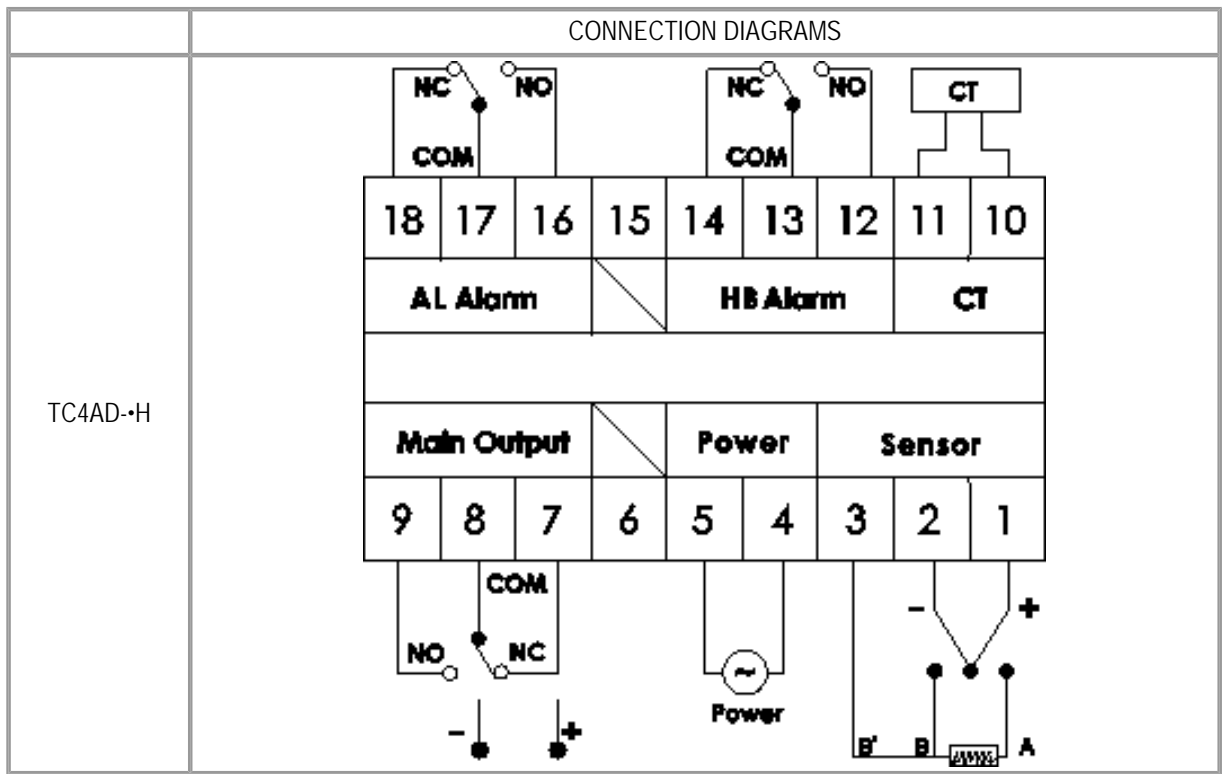 CONNECTION DIAGRAMS
TC4AD-•H
NC NO NC NO CT
COM COM
18 17 16 15 14 13 12 11 10
AL Alarm HB Alarm CT
Main Output Power Sensor
9 8 7 6 5 4 3 2 1
COM
- +
NO NC
~
Power
- +
B' B A